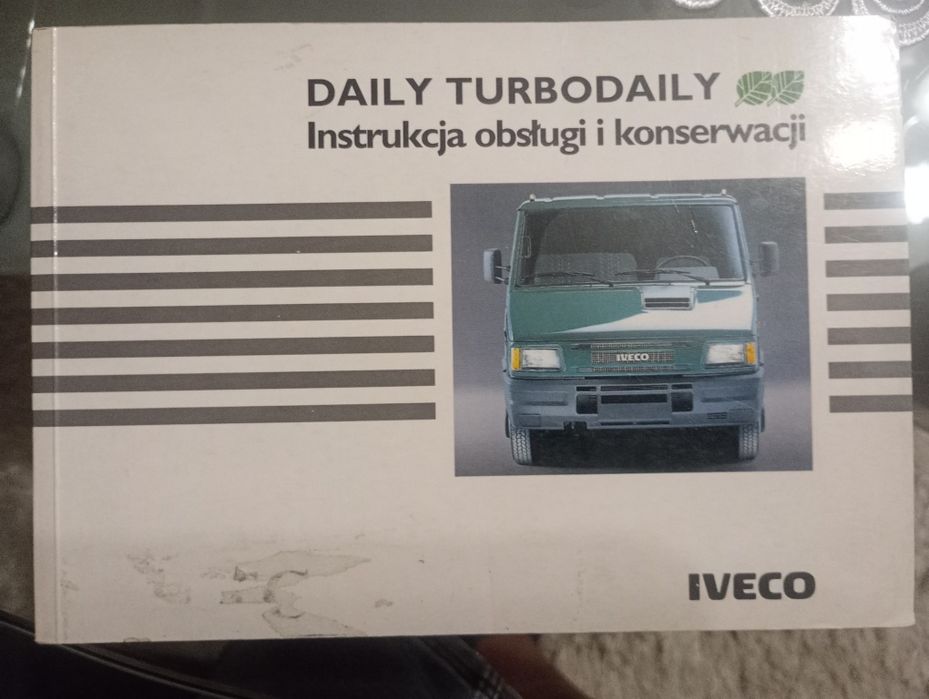 DAILY TURBODAILY
Instrukcja obsługi i konserwacji
IVECO
IVECO